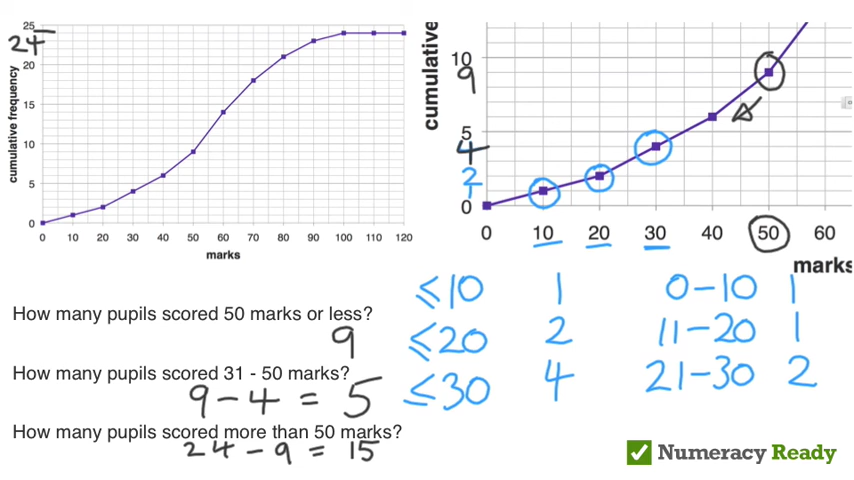 25
24
20
15
10
5
0
cumulative frequency
0 10 20 30 40 50 60 70 80 90 100 110 120
marks
cumulative
10
9
5
4
2
1
0
0 10 20 30 40 50 60
marks
How many pupils scored 50 marks or less?
9
How many pupils scored 31 - 50 marks?
9 - 4 = 5
How many pupils scored more than 50 marks?
24 - 9 = 15
≤10 1 0-10 1
≤20 2 11-20 1
≤30 4 21-30 2
Numeracy Ready